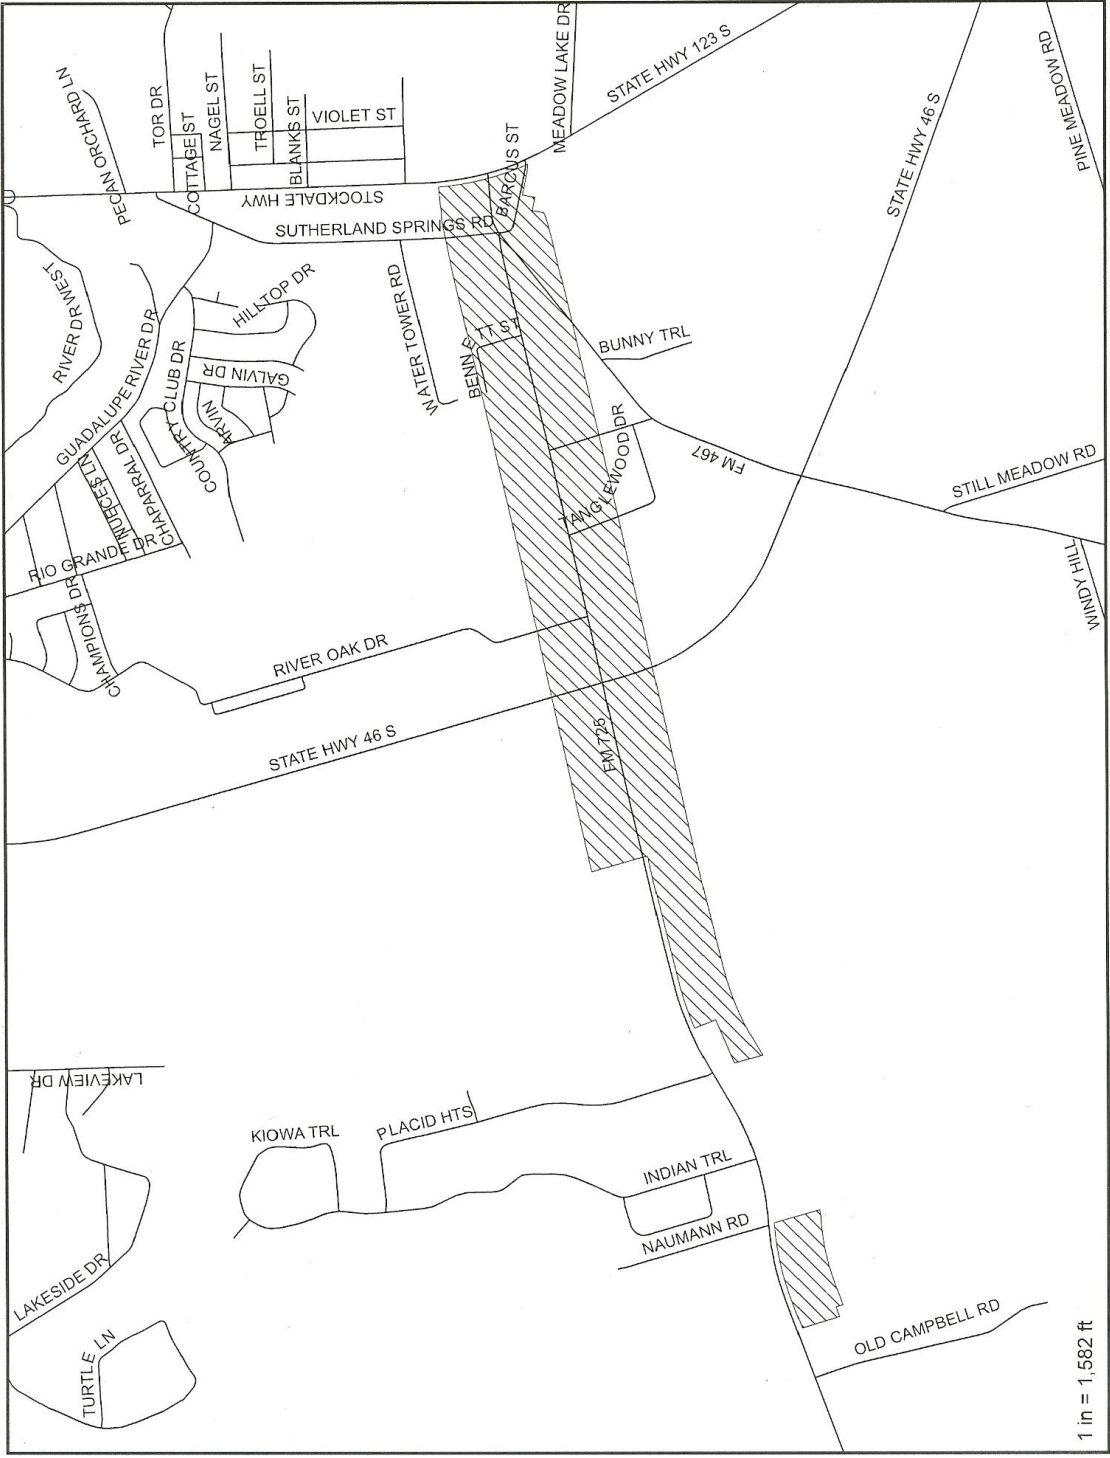 PECAN ORCHARD LN
TOR DR
COTTAGE ST
NAGEL ST
TROELL ST
BLANKS ST
VIOLET ST
MEADOW LAKE DR
STATE HWY 123 S
STATE HWY 46 S
PINE MEADOW RD
STOCKDALE HWY
SUTHERLAND SPRINGS RD
BARCUS ST
RIVER DR WEST
GUADALUPE RIVER DR
HILLTOP DR
COUNTRY CLUB DR
GALVIN DR
ARVIN
WATER TOWER RD
BENNETT ST
BUNNY TRL
TANGLEWOOD DR
FM 467
STILL MEADOW RD
WINDY HILL
NUECES LN
CHAPARRAL DR
RIO GRANDE DR
CHAMPIONS DR
RIVER OAK DR
STATE HWY 46 S
FM 725
LAKEVIEW DR
KIOWA TRL
PLACID HTS
INDIAN TRL
NAUMANN RD
LAKESIDE DR
TURTLE LN
OLD CAMPBELL RD
1 in = 1,582 ft